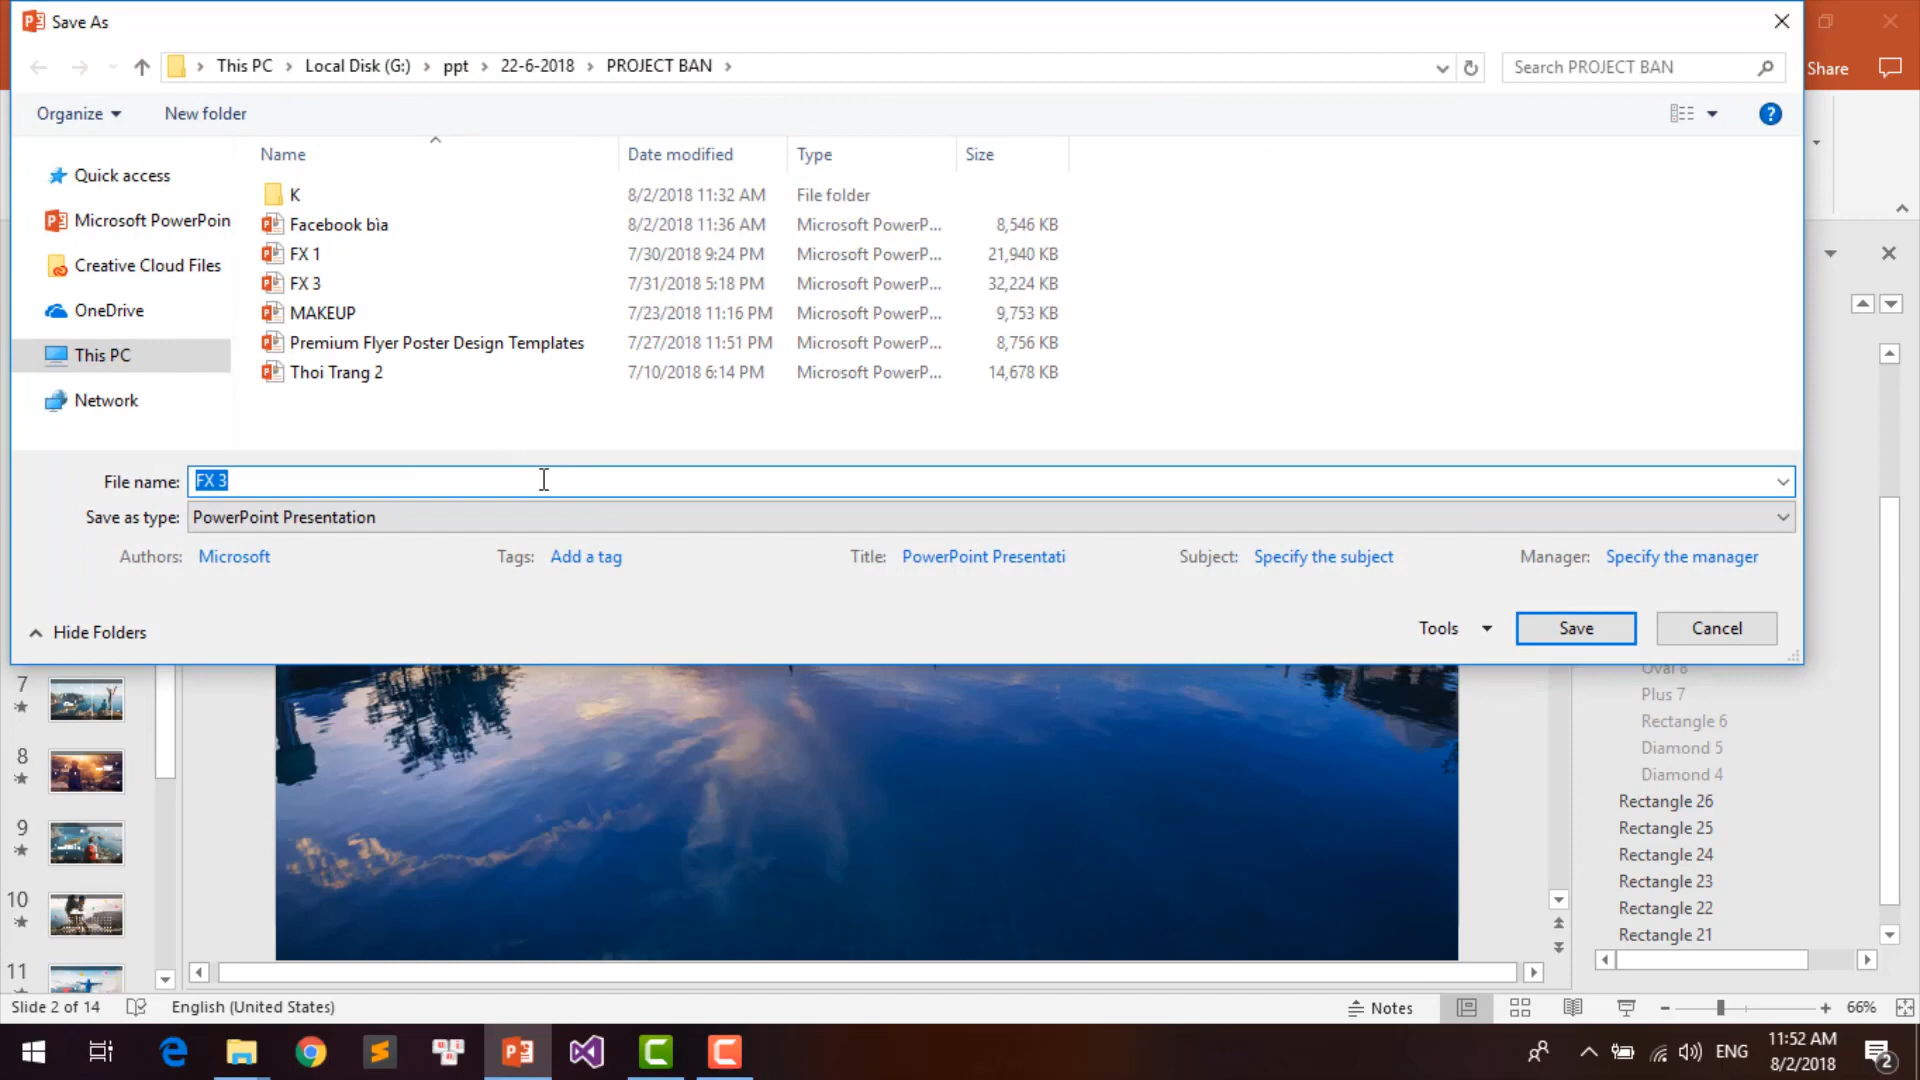 Save As
Share
This PC
Local Disk (G:)
ppt
22-6-2018
PROJECT BAN
Search PROJECT BAN
Organize
New folder
Name
Date modified
Type
Size
Quick access
Microsoft PowerPoin
Creative Cloud Files
OneDrive
This PC
Network
K 8/2/2018 11:32 AM File folder
Facebook bìa 8/2/2018 11:36 AM Microsoft PowerP... 8,546 KB
FX 1 7/30/2018 9:24 PM Microsoft PowerP... 21,940 KB
FX 3 7/31/2018 5:18 PM Microsoft PowerP... 32,224 KB
MAKEUP 7/23/2018 11:16 PM Microsoft PowerP... 9,753 KB
Premium Flyer Poster Design Templates 7/27/2018 11:51 PM Microsoft PowerP... 8,756 KB
Thoi Trang 2 7/10/2018 6:14 PM Microsoft PowerP... 14,678 KB
File name: FX 3
Save as type: PowerPoint Presentation
Authors: Microsoft Tags: Add a tag Title: PowerPoint Presentati Subject: Specify the subject Manager: Specify the manager
Hide Folders
Tools
Save
Cancel
7
8
9
10
11
Oval 8
Plus 7
Rectangle 6
Diamond 5
Diamond 4
Rectangle 26
Rectangle 25
Rectangle 24
Rectangle 23
Rectangle 22
Rectangle 21
Slide 2 of 14 English (United States) Notes 66%
ENG
11:52 AM
8/2/2018
2